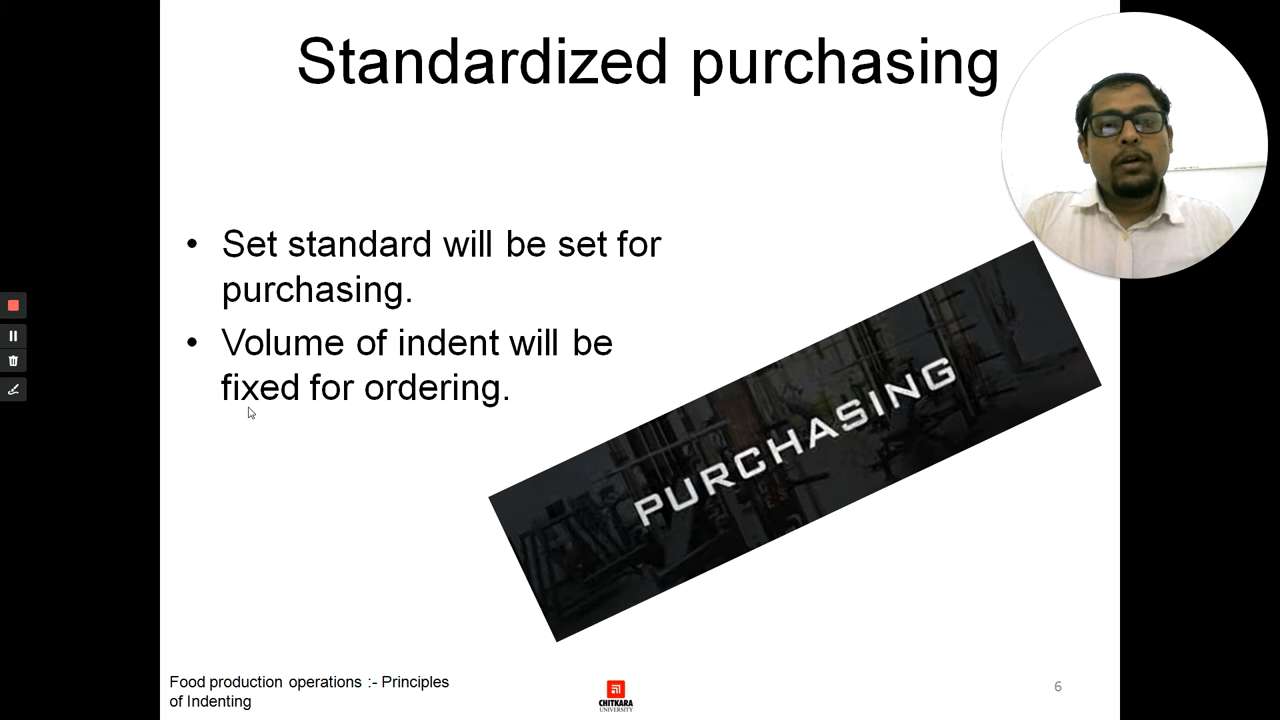 Standardized purchasing
• Set standard will be set for
purchasing.
• Volume of indent will be
fixed for ordering.
PURCHASING
Food production operations :- Principles
of Indenting
CHITKARA
UNIVERSITY
6